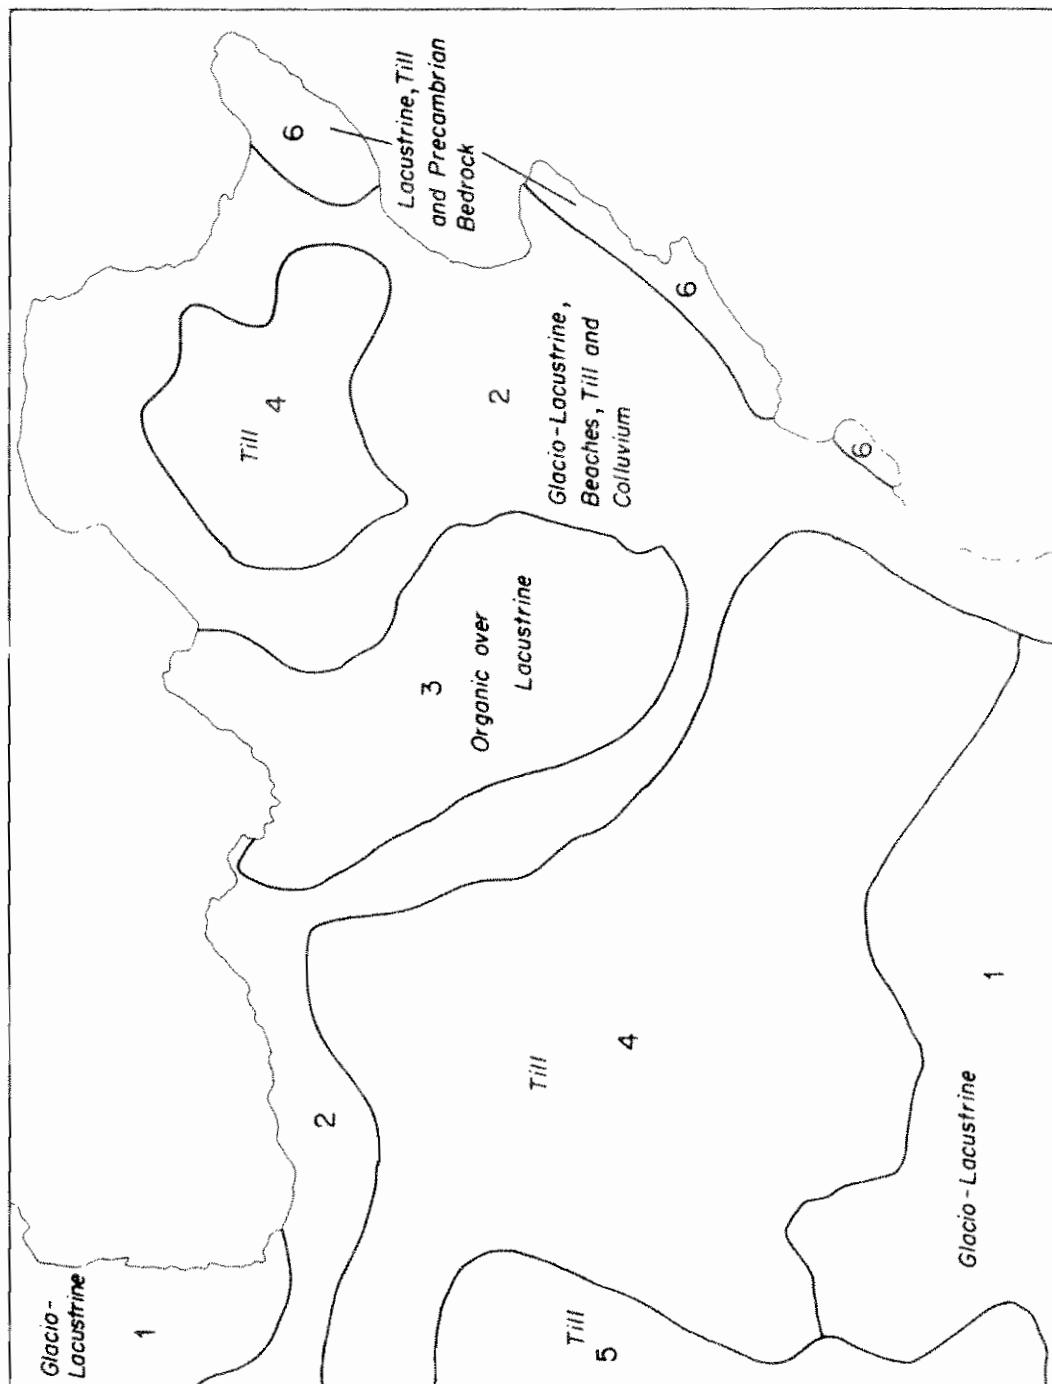 Glacio-
Lacustrine
1
Till
4
6
2
Lacustrine, Till
and Precambrian
Bedrock
3
Organic over
Lacustrine
2
Glacio-Lacustrine,
Beaches, Till and
Colluvium
Till
4
Till
5
6
6
Glacio-Lacustrine
1